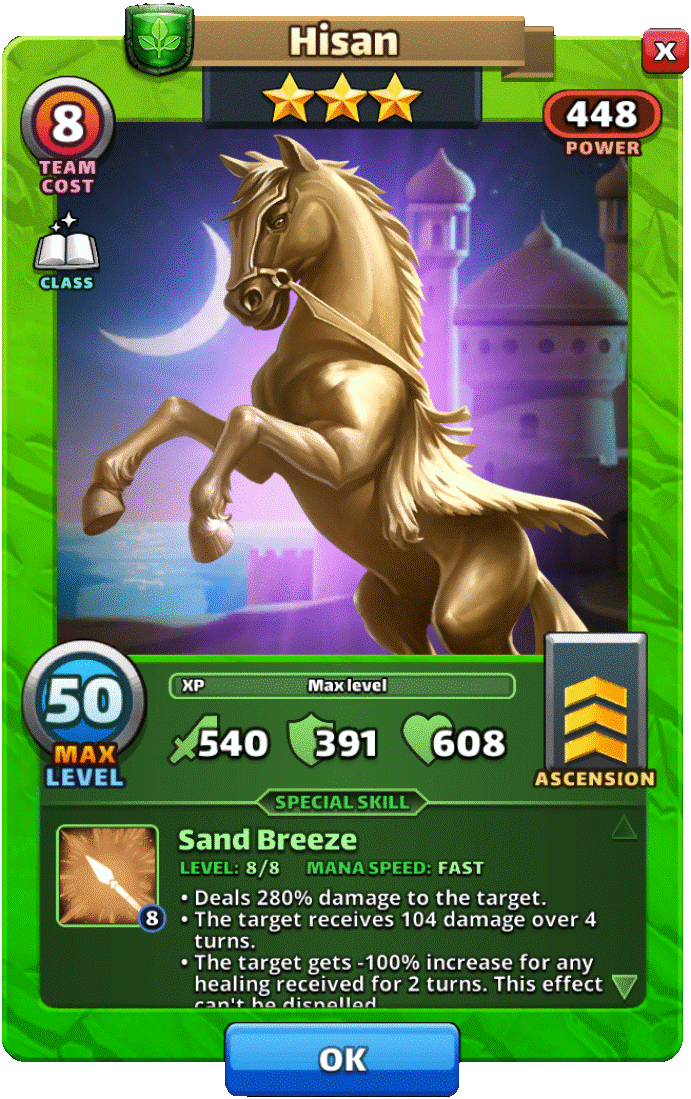 Hisan
X
8
TEAM
COST
448
POWER
CLASS
50
MAX
LEVEL
XP
Max level
540
391
608
ASCENSION
SPECIAL SKILL
Sand Breeze
LEVEL: 8/8 MANA SPEED: FAST
8
• Deals 280% damage to the target.
• The target receives 104 damage over 4
turns.
• The target gets -100% increase for any
healing received for 2 turns. This effect
can't be dispelled
OK